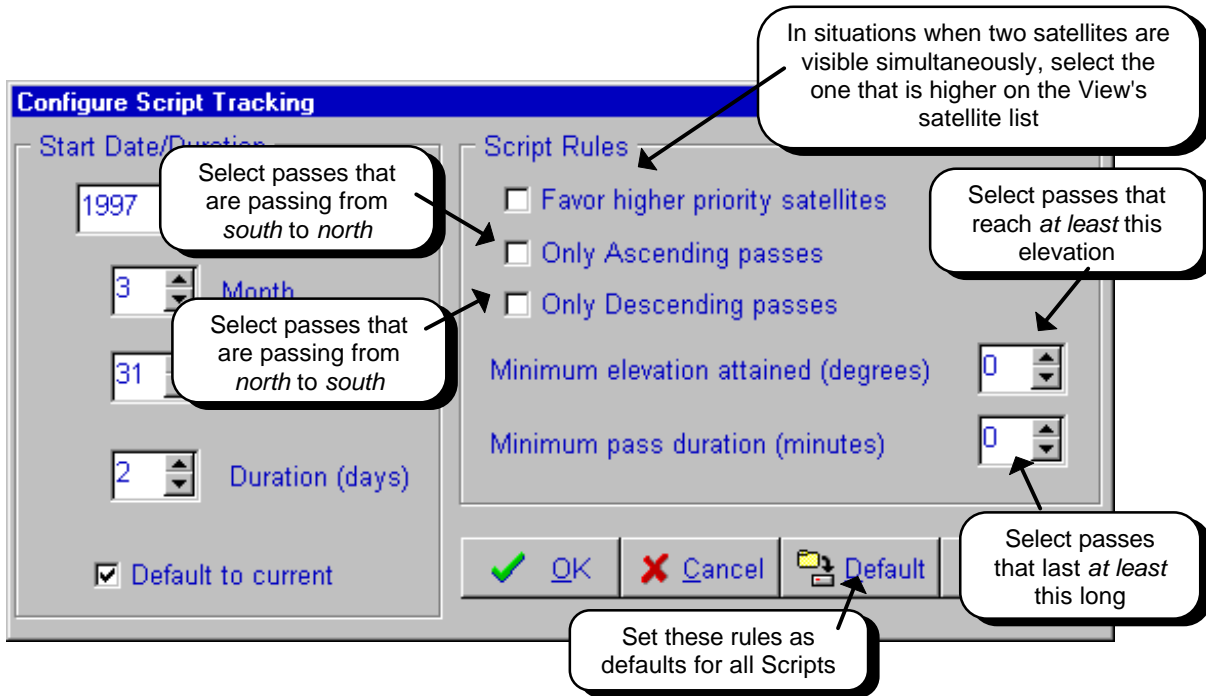 In situations when two satellites are
visible simultaneously, select the
one that is higher on the View's
satellite list
Configure Script Tracking
Start Date/Duration
1997
3
Month
31
2
Duration (days)
Default to current
Select passes that
are passing from
south to north
Select passes that
are passing from
north to south
Script Rules
Favor higher priority satellites
Only Ascending passes
Only Descending passes
Minimum elevation attained (degrees)
0
Minimum pass duration (minutes)
0
Select passes that
reach at least this
elevation
Select passes
that last at least
this long
OK
Cancel
Default
Set these rules as
defaults for all Scripts